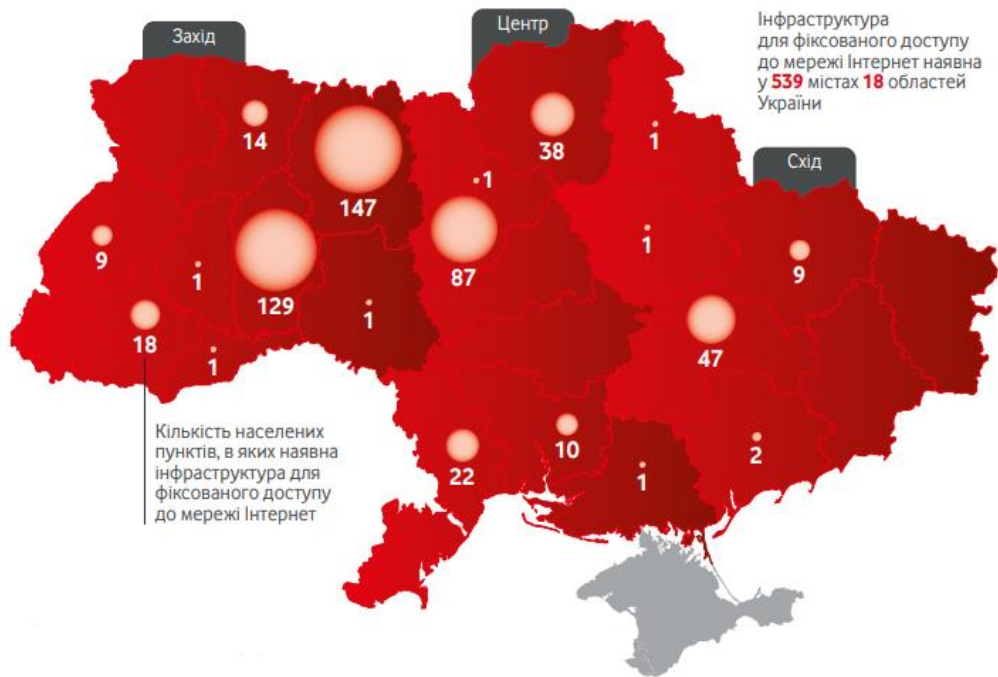 Захід
Центр
Інфраструктура
для фіксованого доступу
до мережі Інтернет наявна
у 539 містах 18 областей
України
Схід
14
147
38
1
1
9
1
129
1
87
1
9
18
1
47
Кількість населених
пунктів, в яких наявна
інфраструктура для
фіксованого доступу
до мережі Інтернет
22
10
1
2